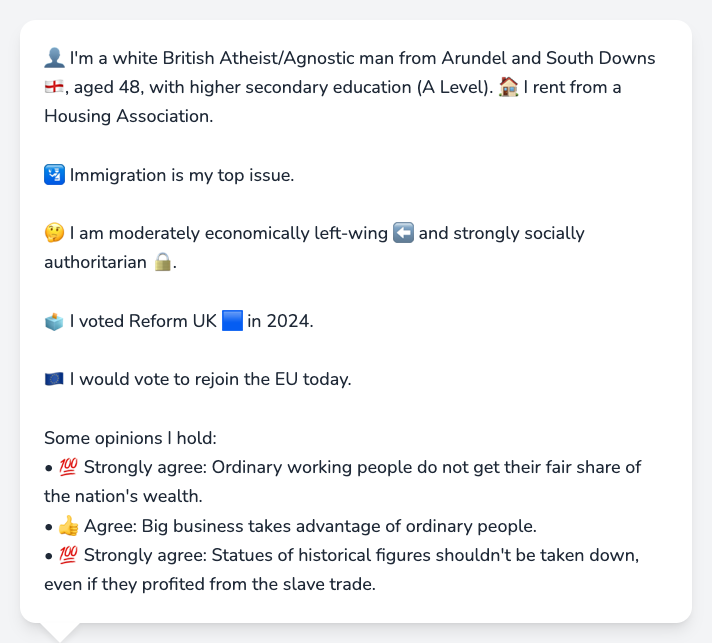 👤 I'm a white British Atheist/Agnostic man from Arundel and South Downs
🏴󠁧󠁢󠁥󠁮󠁧󠁿, aged 48, with higher secondary education (A Level). 🏠 I rent from a
Housing Association.
🛂 Immigration is my top issue.
🤔 I am moderately economically left-wing ⬅️ and strongly socially
authoritarian 🔒.
🗳️ I voted Reform UK 🟦 in 2024.
🇪🇺 I would vote to rejoin the EU today.
Some opinions I hold:
• 💯 Strongly agree: Ordinary working people do not get their fair share of
the nation's wealth.
• 👍 Agree: Big business takes advantage of ordinary people.
• 💯 Strongly agree: Statues of historical figures shouldn't be taken down,
even if they profited from the slave trade.